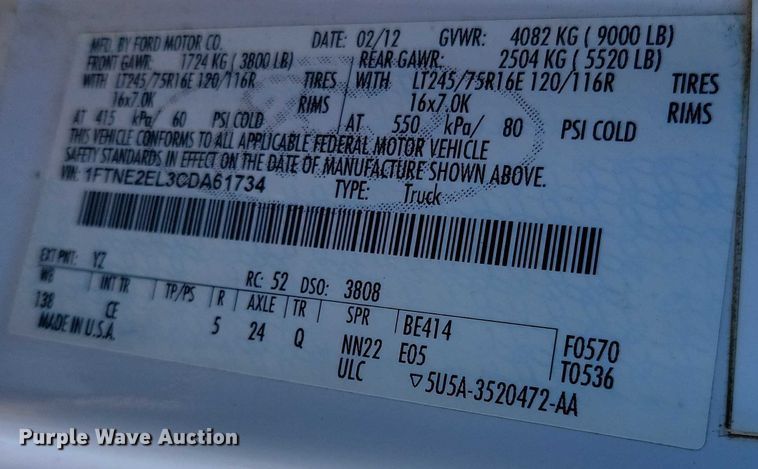 MFD. BY FORD MOTOR CO. DATE: 02/12 GVWR: 4082 KG ( 9000 LB)
FRONT GAWR: 1724 KG ( 3800 LB) REAR GAWR: 2504 KG ( 5520 LB)
WITH LT245/75R16E 120/116R TIRES WITH LT245/75R16E 120/116R TIRES
16x7.0K RIMS 16x7.0K RIMS
AT 415 kPa/ 60 PSI COLD AT 550 kPa/ 80 PSI COLD
THIS VEHICLE CONFORMS TO ALL APPLICABLE FEDERAL MOTOR VEHICLE
SAFETY STANDARDS IN EFFECT ON THE DATE OF MANUFACTURE SHOWN ABOVE.
VIN: 1FTNE2EL3CDA61734 TYPE: Truck
EXT PNT: YZ RC: 52 DSO: 3808
WB INT TR TP/PS R AXLE TR SPR BE414 F0570
138 CE 5 24 Q NN22 E05 T0536
MADE IN U.S.A. ULC ▽5U5A-3520472-AA
Purple Wave Auction